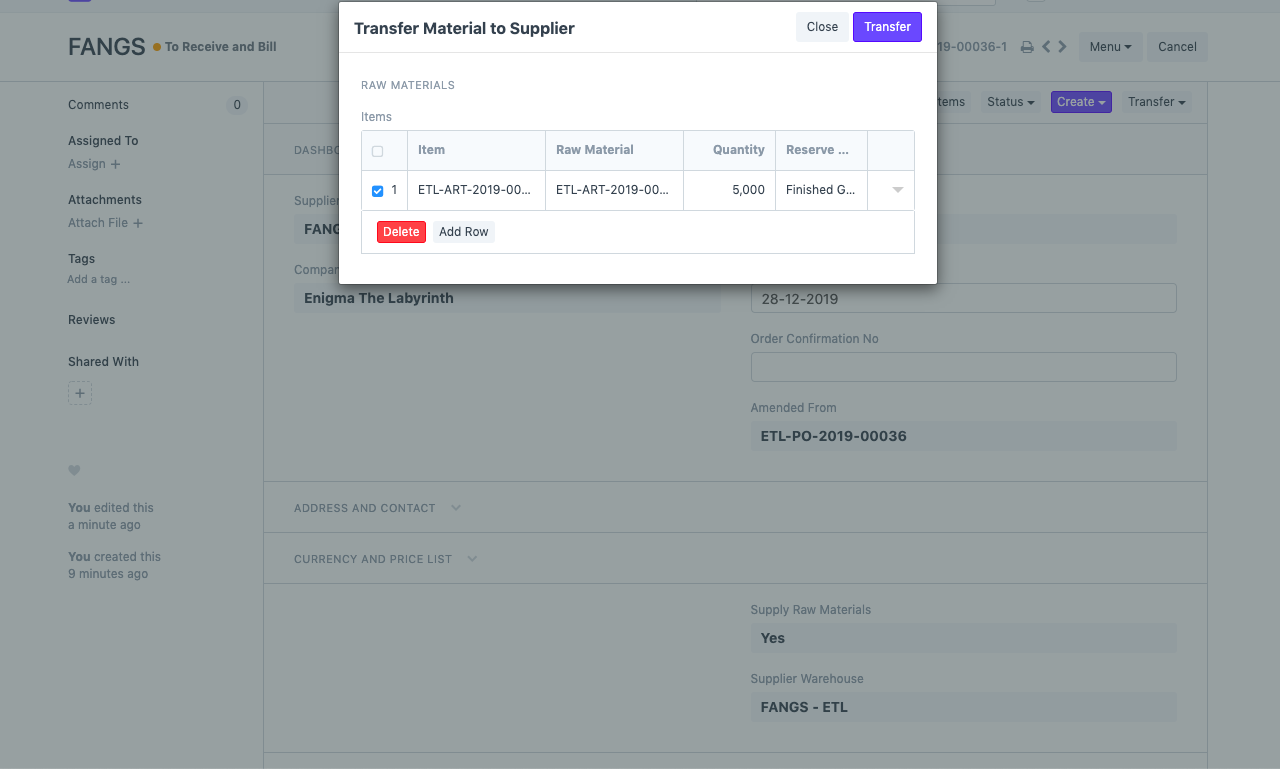 Transfer Material to Supplier
Close
Transfer
FANGS
To Receive and Bill
19-00036-1
Menu
Cancel
Comments
0
Assigned To
Assign +
Attachments
Attach File +
Tags
Add a tag ...
Reviews
Shared With
+
You edited this
a minute ago
You created this
9 minutes ago
Status
Create
Transfer
RAW MATERIALS
Items
Item
Raw Material
Quantity
Reserve ...
1
ETL-ART-2019-00...
ETL-ART-2019-00...
5,000
Finished G...
Delete
Add Row
Enigma The Labyrinth
28-12-2019
Order Confirmation No
Amended From
ETL-PO-2019-00036
ADDRESS AND CONTACT
CURRENCY AND PRICE LIST
Supply Raw Materials
Yes
Supplier Warehouse
FANGS - ETL